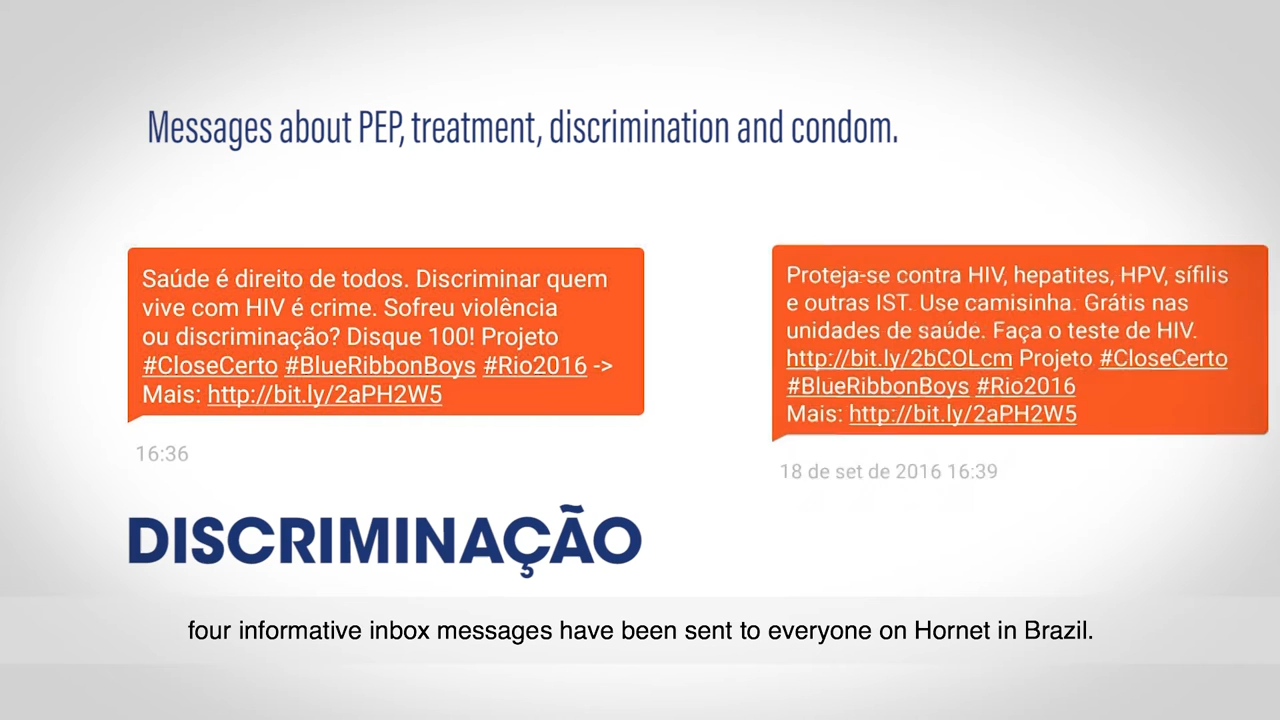 Messages about PEP, treatment, discrimination and condom.
Saúde é direito de todos. Discriminar quem
vive com HIV é crime. Sofreu violência
ou discriminação? Disque 100! Projeto
#CloseCerto #BlueRibbonBoys #Rio2016 ->
Mais: http://bit.ly/2aPH2W5
16:36
DISCRIMINAÇÃO
Proteja-se contra HIV, hepatites, HPV, sífilis
e outras IST. Use camisinha. Grátis nas
unidades de saúde. Faça o teste de HIV.
http://bit.ly/2bCOLcm Projeto #CloseCerto
#BlueRibbonBoys #Rio2016
Mais: http://bit.ly/2aPH2W5
18 de set de 2016 16:39
four informative inbox messages have been sent to everyone on Hornet in Brazil.